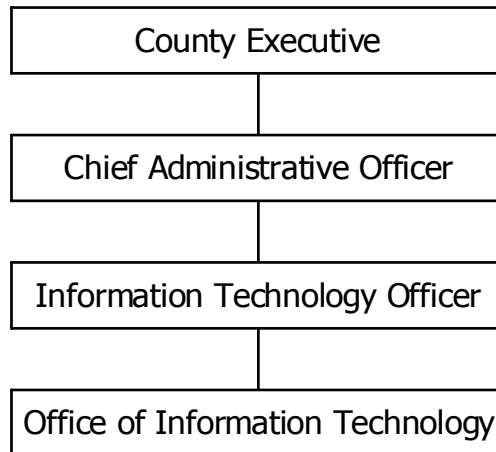 County Executive
Chief Administrative Officer
Information Technology Officer
Office of Information Technology